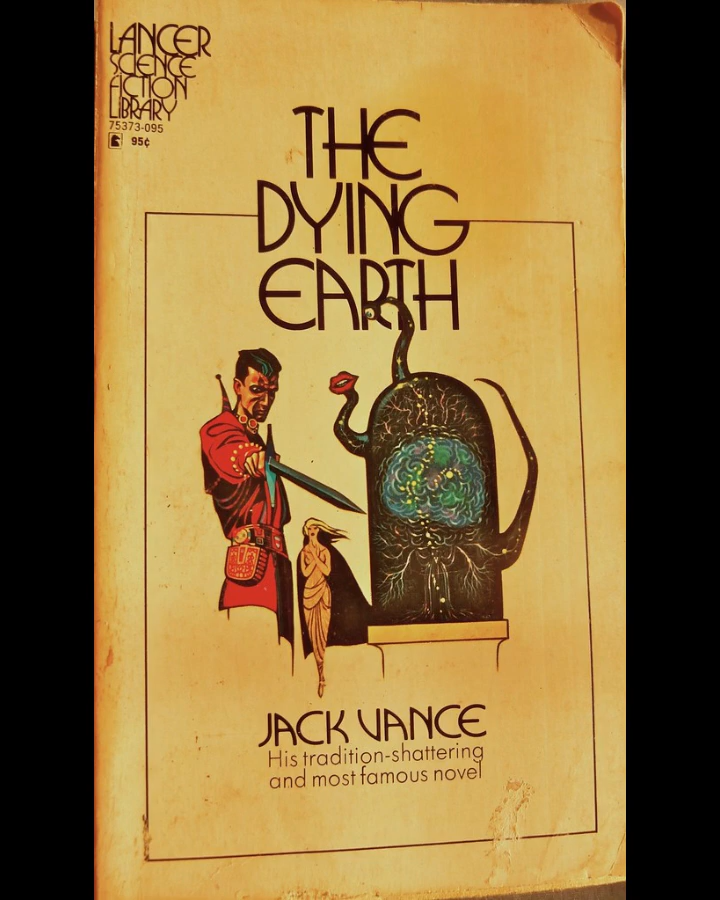 LANCER
SCIENCE
FICTION
LIBRARY
75373-095
95¢
THE
DYING
EARTH
JACK VANCE
His tradition-shattering
and most famous novel